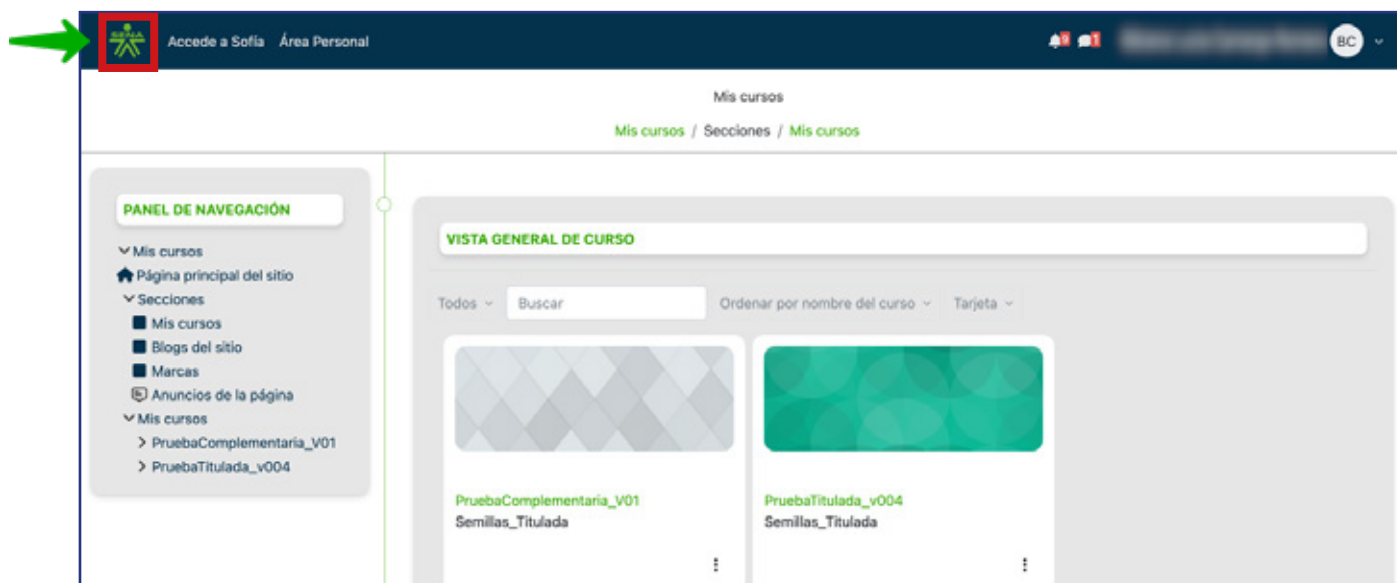 SENA
Accede a Sofía Área Personal
9 1
BC
Mis cursos
Mis cursos / Secciones / Mis cursos
PANEL DE NAVEGACIÓN
Mis cursos
Página principal del sitio
Secciones
Mis cursos
Blogs del sitio
Marcas
Anuncios de la página
Mis cursos
PruebaComplementaria_V01
PruebaTitulada_v004
VISTA GENERAL DE CURSO
Todos Buscar Ordenar por nombre del curso Tarjeta
PruebaComplementaria_V01
Semillas_Titulada
PruebaTitulada_v004
Semillas_Titulada